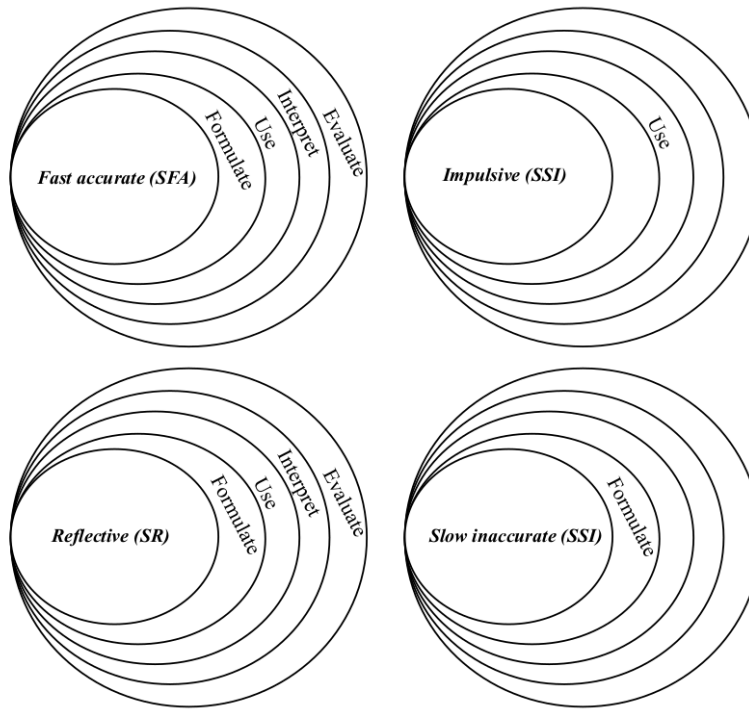 Fast accurate (SFA)
Formulate
Use
Interpret
Evaluate
Impulsive (SSI)
Use
Reflective (SR)
Formulate
Use
Interpret
Evaluate
Slow inaccurate (SSI)
Formulate